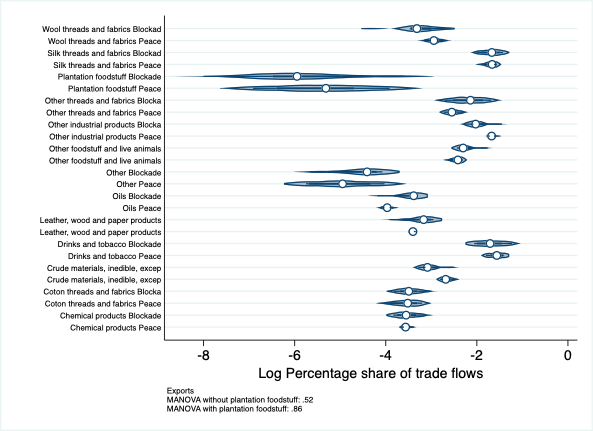 Wool threads and fabrics Blockad
Wool threads and fabrics Peace
Silk threads and fabrics Blockad
Silk threads and fabrics Peace
Plantation foodstuff Blockade
Plantation foodstuff Peace
Other threads and fabrics Blocka
Other threads and fabrics Peace
Other industrial products Blocka
Other industrial products Peace
Other foodstuff and live animals
Other foodstuff and live animals
Other Blockade
Other Peace
Oils Blockade
Oils Peace
Leather, wood and paper products
Leather, wood and paper products
Drinks and tobacco Blockade
Drinks and tobacco Peace
Crude materials, inedible, excep
Crude materials, inedible, excep
Coton threads and fabrics Blocka
Coton threads and fabrics Peace
Chemical products Blockade
Chemical products Peace
-8 -6 -4 -2 0
Log Percentage share of trade flows
Exports
MANOVA without plantation foodstuff: .52
MANOVA with plantation foodstuff: .86